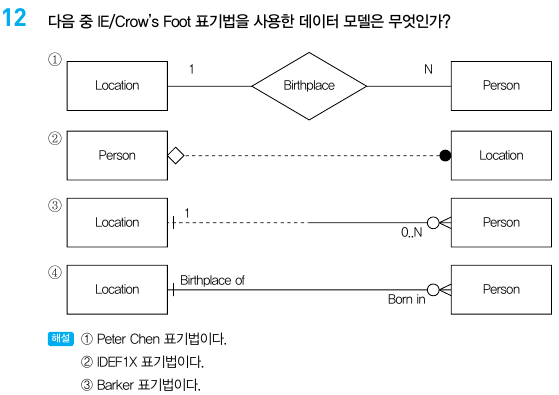 12 다음 중 IE/Crow's Foot 표기법을 사용한 데이터 모델은 무엇인가?
① Location 1 Birthplace N Person
② Person Location
③ Location 1 0..N Person
④ Location Birthplace of Born in Person
해설 ① Peter Chen 표기법이다.
② IDEF1X 표기법이다.
③ Barker 표기법이다.